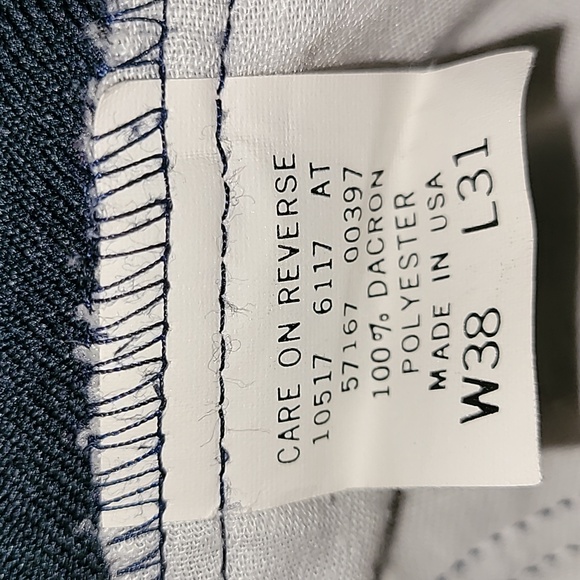 CARE ON REVERSE
10517 6117 AT
57167 00397
100% DACRON
POLYESTER
MADE IN USA
W38 L31